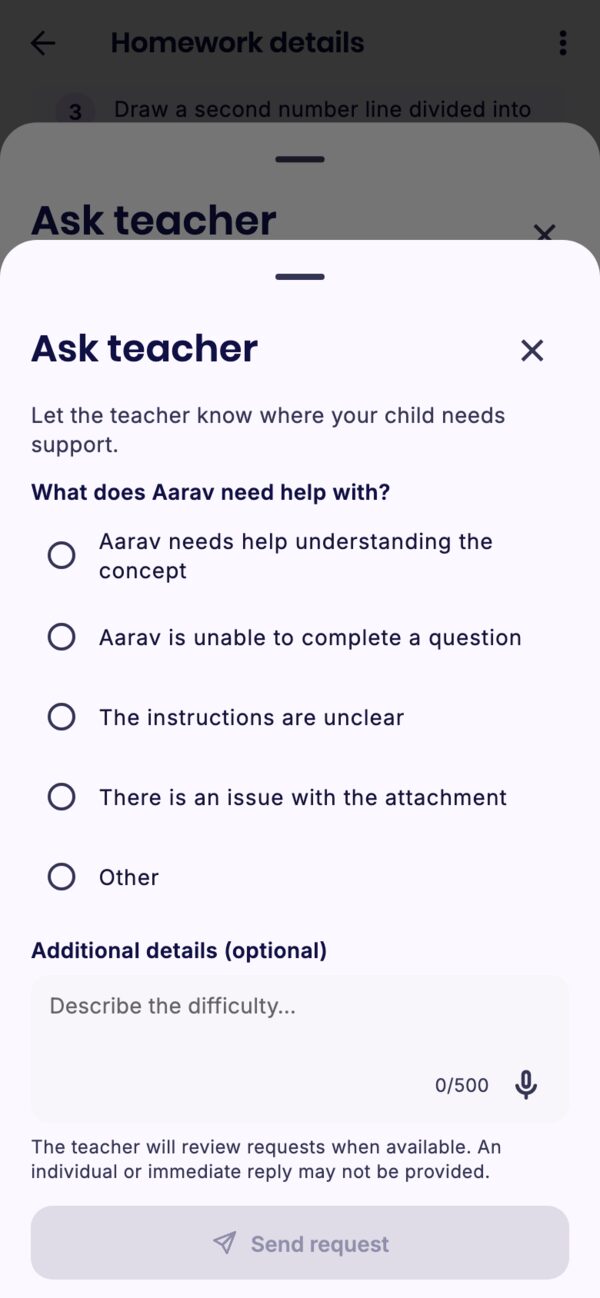 Homework details
3 Draw a second number line divided into
Ask teacher
Ask teacher
Let the teacher know where your child needs
support.
What does Aarav need help with?
Aarav needs help understanding the
concept
Aarav is unable to complete a question
The instructions are unclear
There is an issue with the attachment
Other
Additional details (optional)
Describe the difficulty...
0/500
The teacher will review requests when available. An
individual or immediate reply may not be provided.
Send request